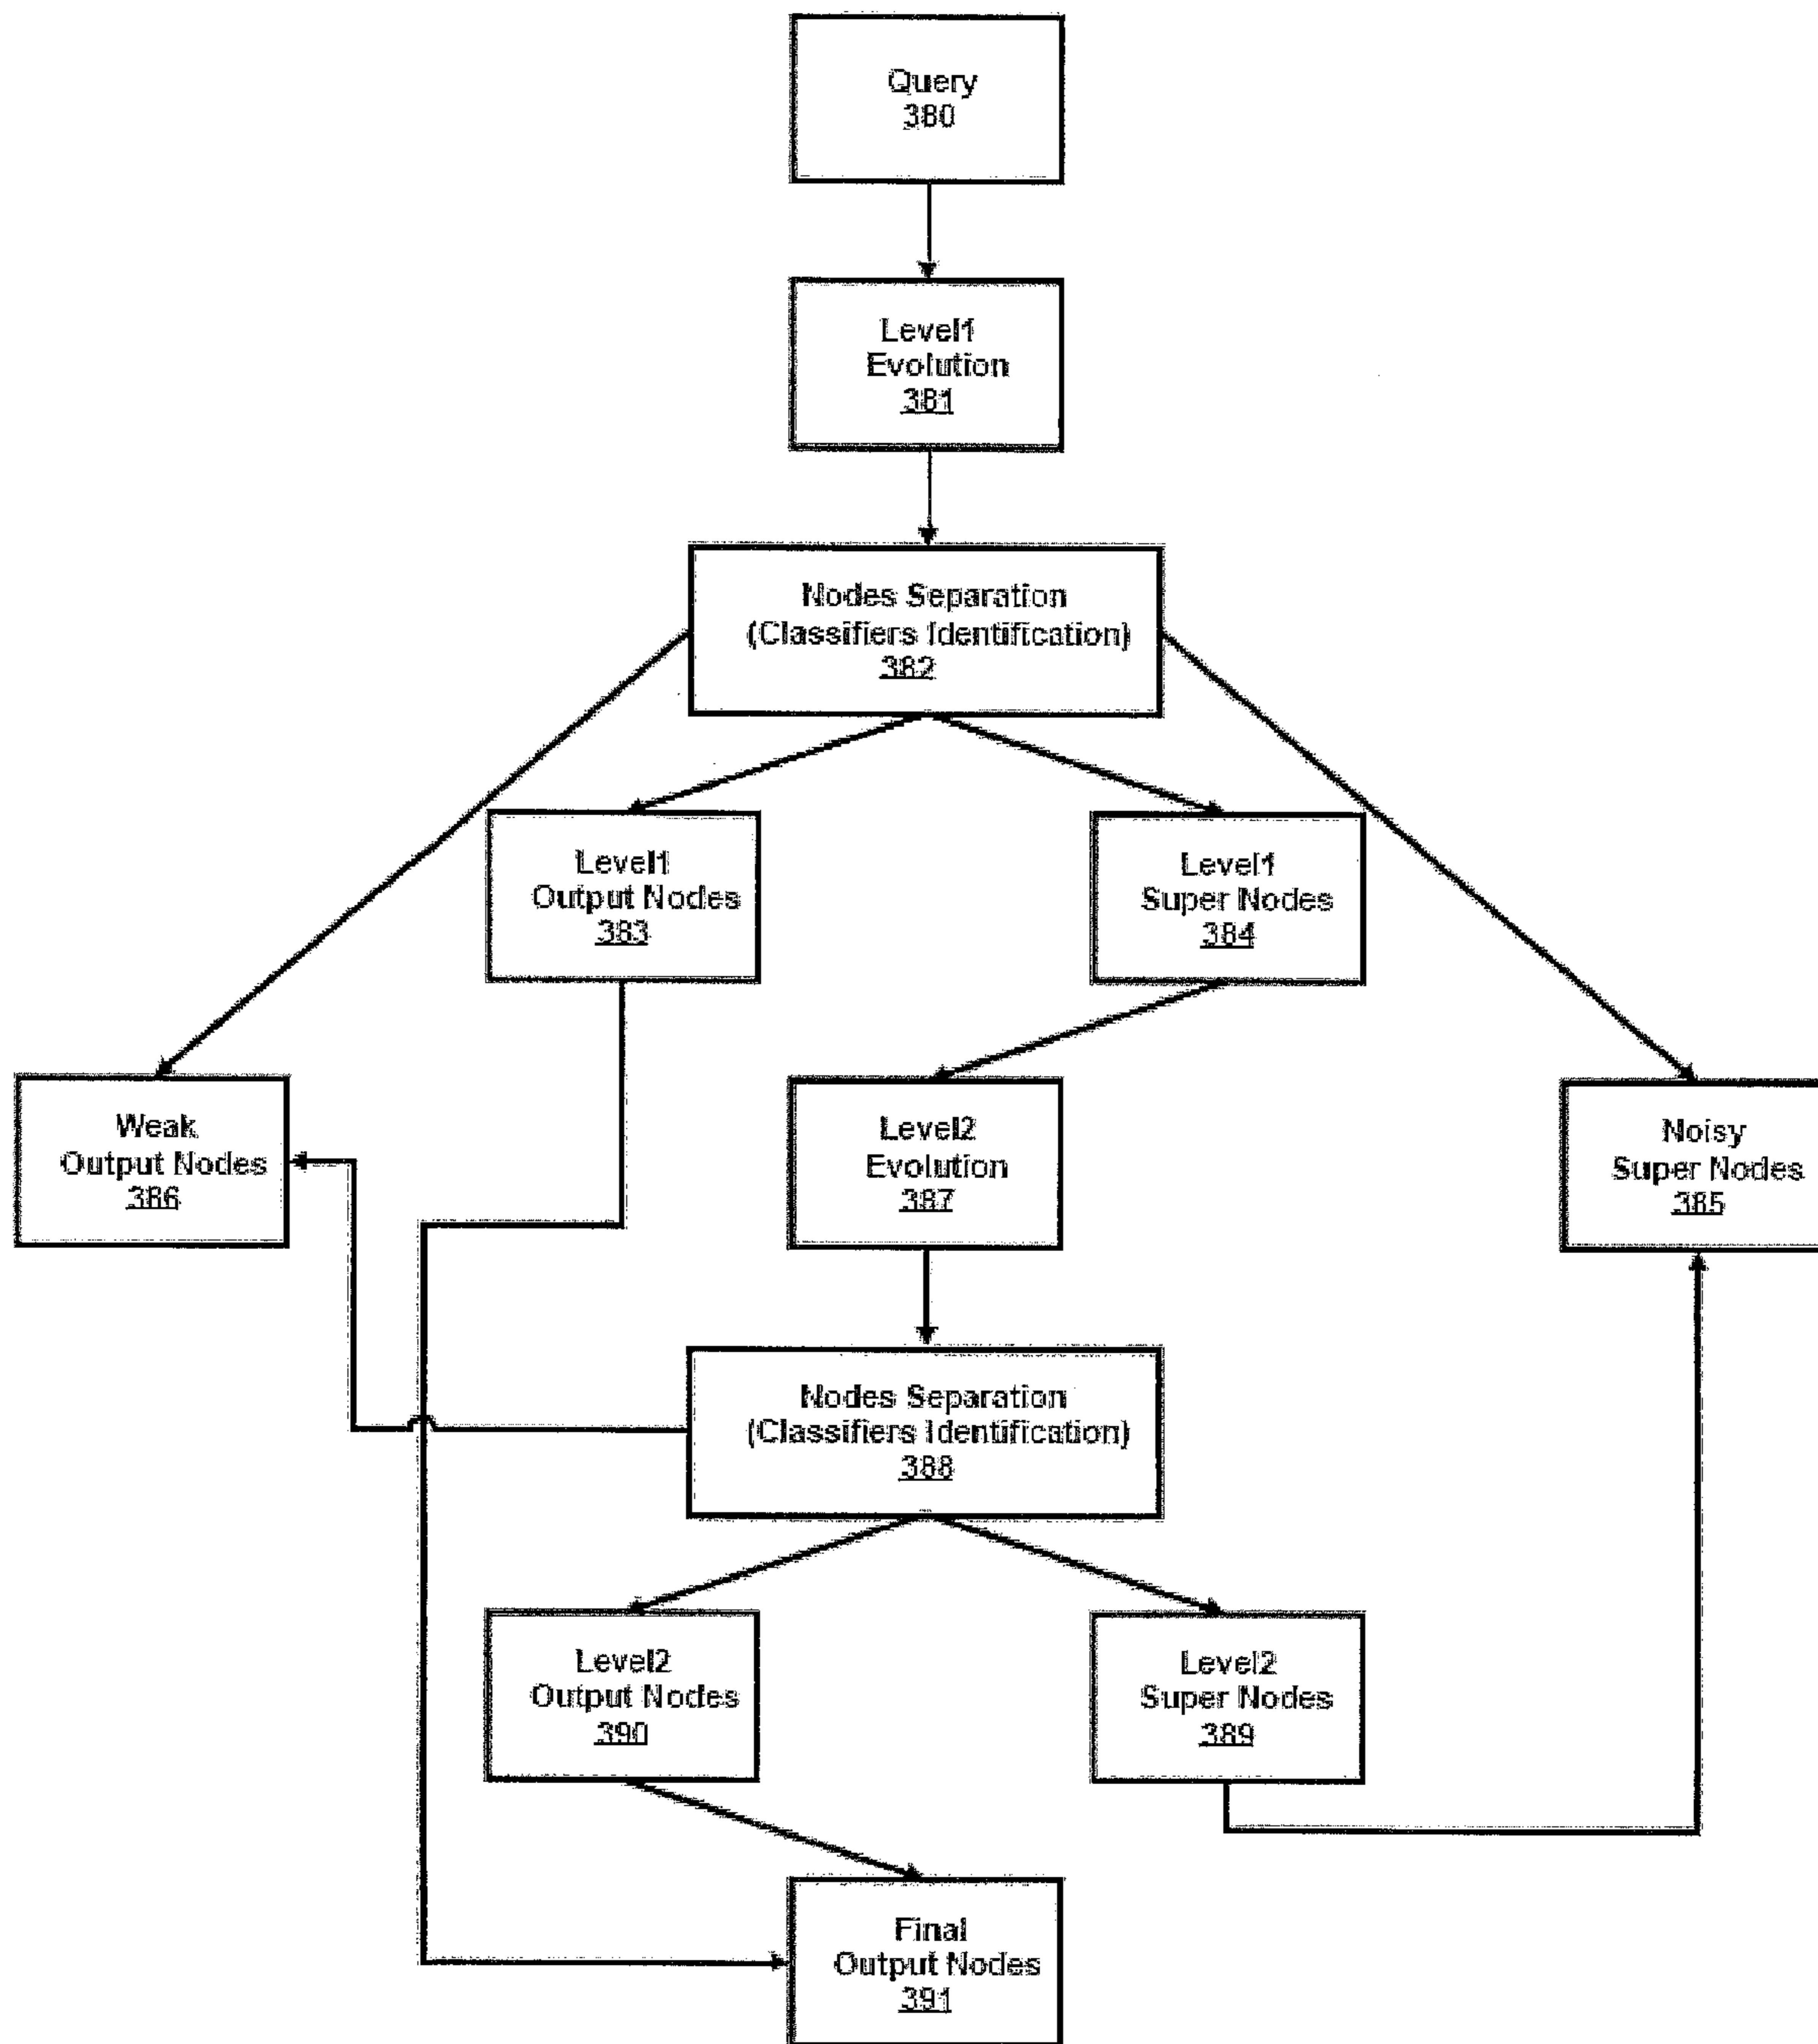 Query
380
Level1
Evolution
381
Nodes Separation
(Classifiers Identification)
382
Level1
Output Nodes
383
Level1
Super Nodes
384
Weak
Output Nodes
386
Level2
Evolution
387
Noisy
Super Nodes
385
Nodes Separation
(Classifiers Identification)
388
Level2
Output Nodes
390
Level2
Super Nodes
389
Final
Output Nodes
391